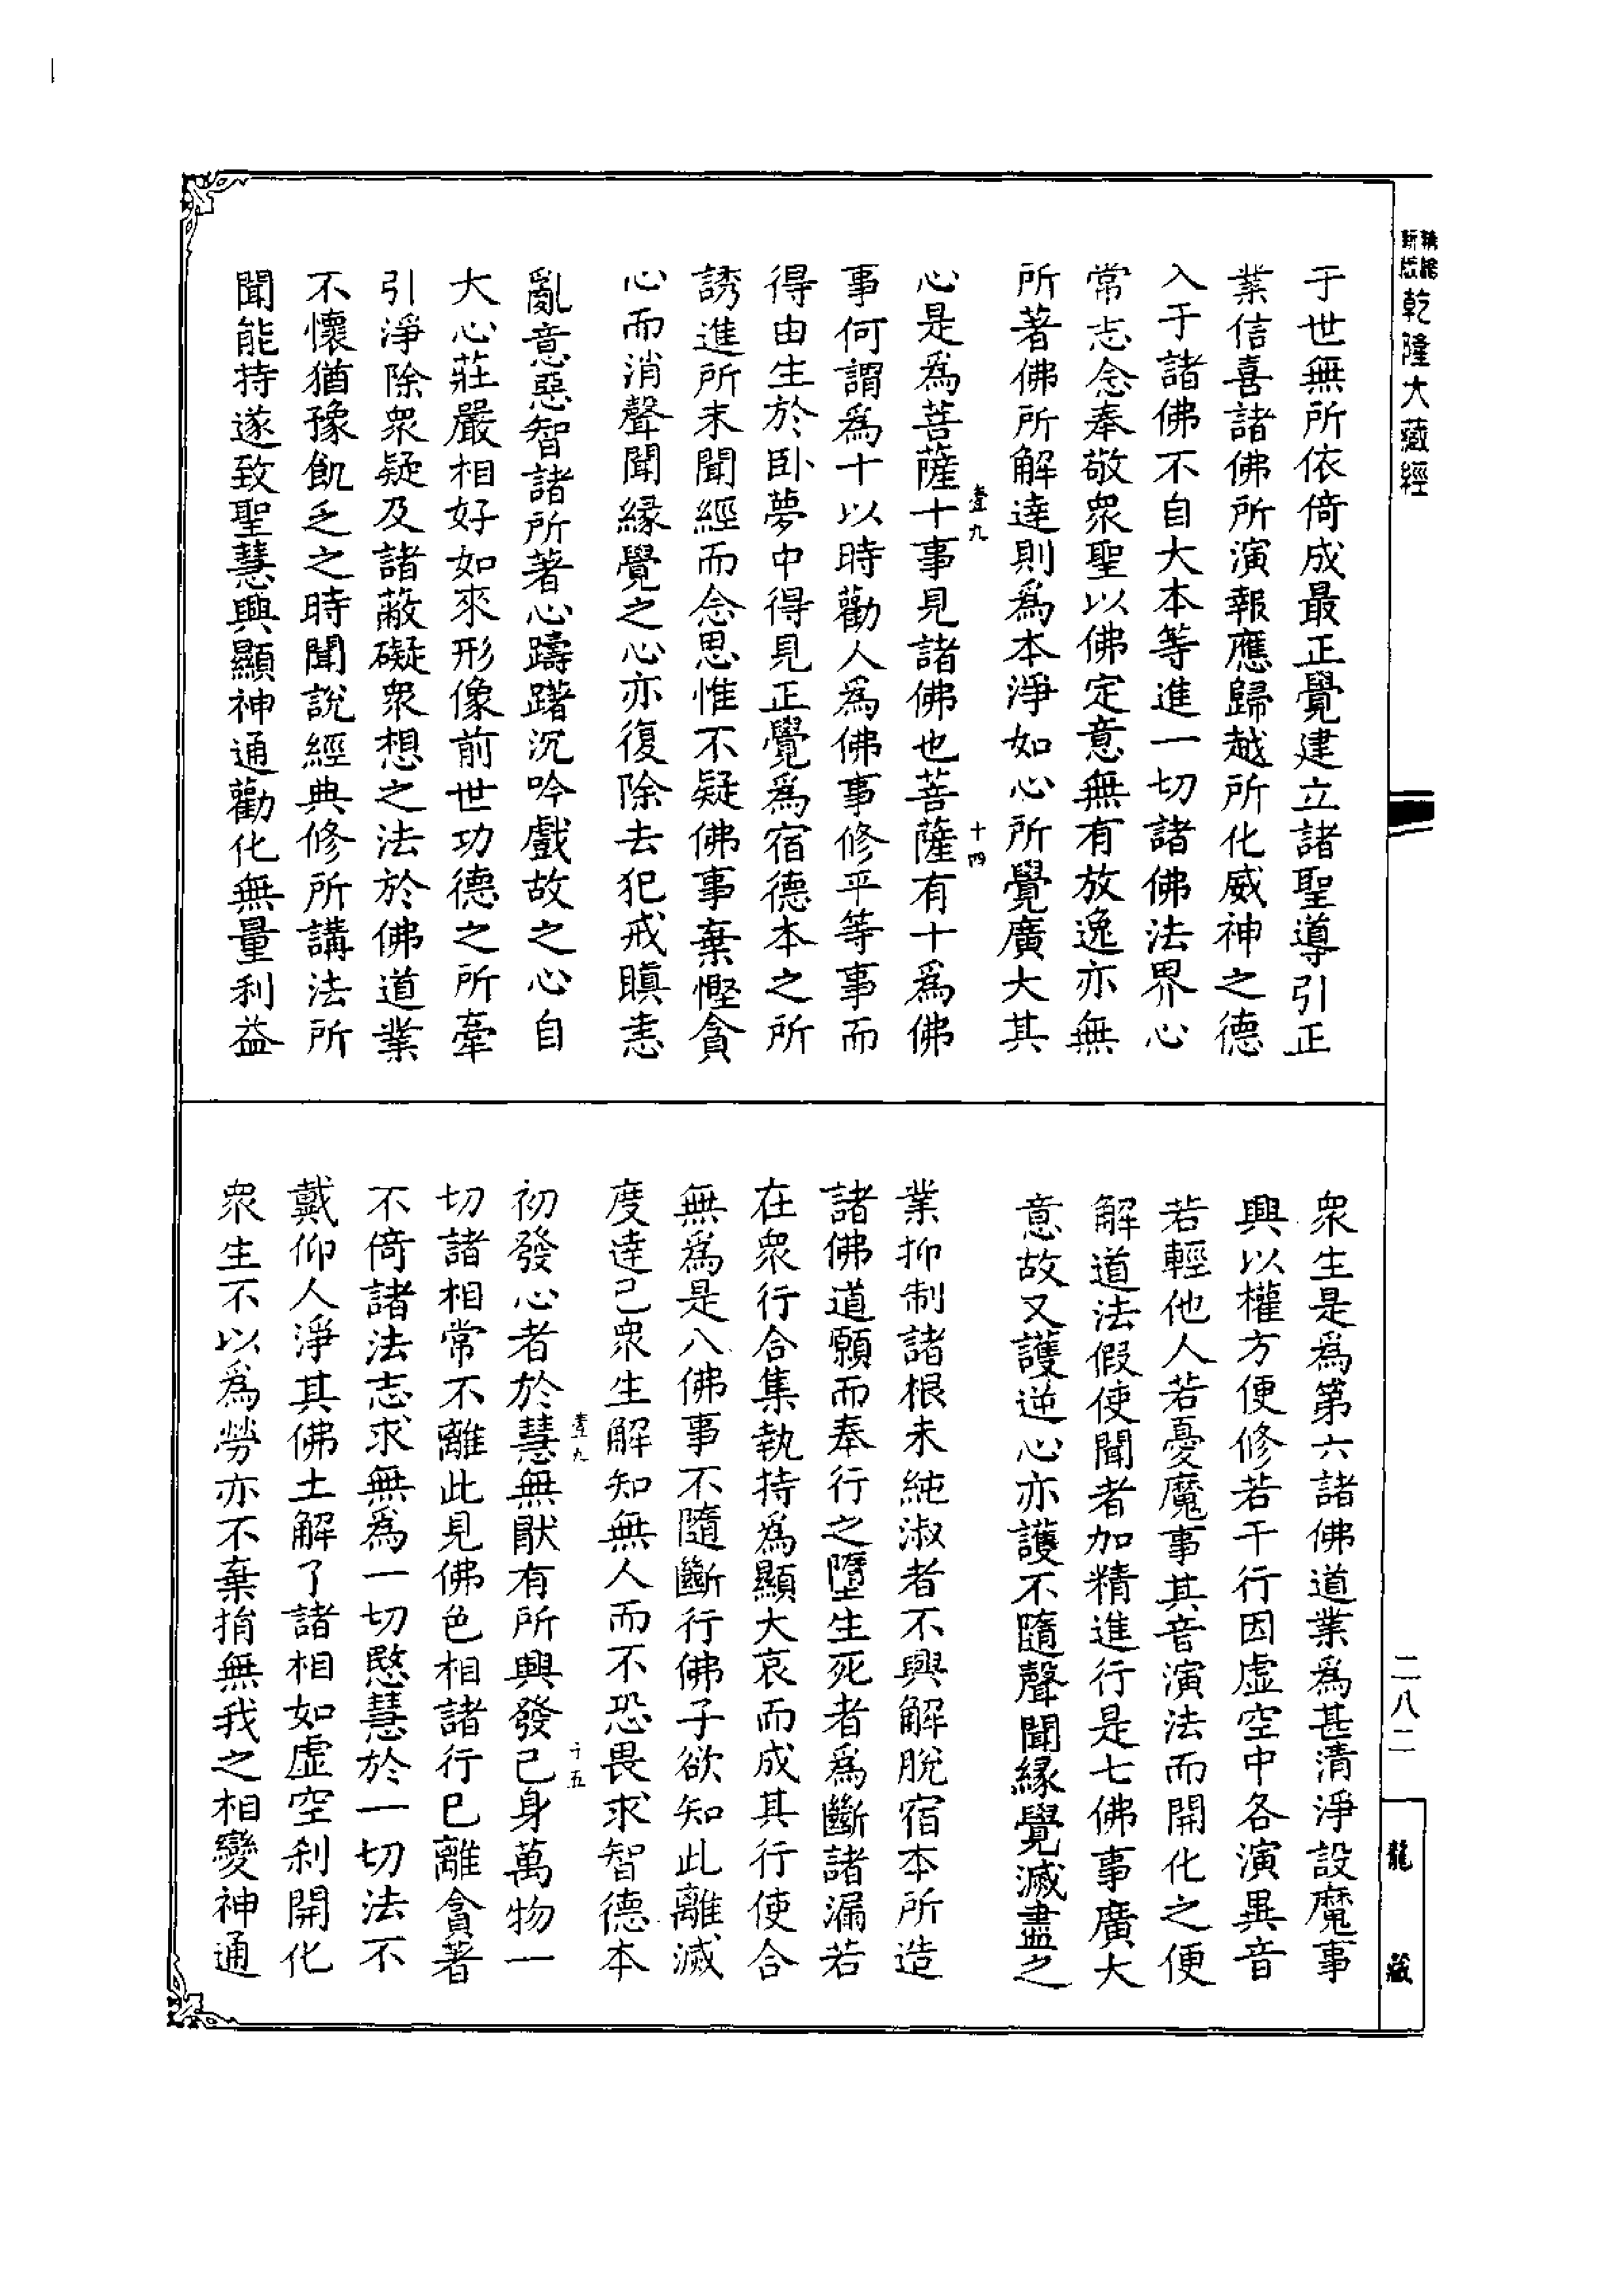 新版
精縮
乾隆大藏經
于世無所依倚成最正覺建立諸聖導引正
業信喜諸佛所演報應歸越所化威神之德
入于諸佛不自大本等進一切諸佛法界心
常志念奉敬衆聖以佛定意無有放逸亦無
所著佛所解達則爲本淨如心所覺廣大其
壹九
十四
心是爲菩薩十事見諸佛也菩薩有十爲佛
事何謂爲十以時勸人爲佛事修平等事而
得由生於卧夢中得見正覺爲宿德本之所
誘進所未聞經而念思惟不疑佛事棄慳貪
心而消聲聞緣覺之心亦復除去犯戒瞋恚
亂意惡智諸所著心躊躇沉吟戲故之心自
大心莊嚴相好如來形像前世功德之所牽
引淨除衆疑及諸蔽礙衆想之法於佛道業
不懷猶豫飢乏之時聞說經典修所講法所
聞能持遂致聖慧興顯神通勸化無量利益
衆生是爲第六諸佛道業爲甚清淨設魔事
興以權方便修若干行因虛空中各演異音
若輕他人若憂魔事其音演法而開化之便
解道法假使聞者加精進行是七佛事廣大
意故又護逆心亦護不隨聲聞緣覺滅盡之
業抑制諸根未純淑者不興解脫宿本所造
諸佛道願而奉行之墮生死者爲斷諸漏若
在衆行合集執持爲顯大哀而成其行使合
無爲是八佛事不隨斷行佛子欲知此離滅
度達己衆生解知無人而不恐畏求智德本
壹九
十五
初發心者於慧無猒有所興發己身萬物一
切諸相常不離此見佛色相諸行已離貪著
不倚諸法志求無爲一切愍慧於一切法不
戴仰人淨其佛土解了諸相如虛空刹開化
衆生不以爲勞亦不棄捐無我之相變神通
二八二
龍藏